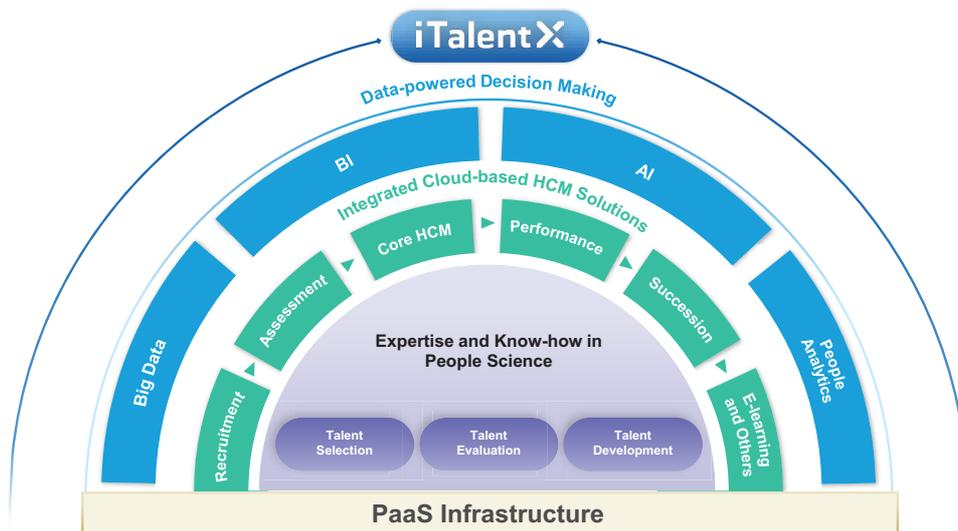 iTalentX
Data-powered Decision Making
BI
AI
Big Data
People
Analytics
Integrated Cloud-based HCM Solutions
Recruitment
Assessment
Core HCM
Performance
Succession
E-learning
and Others
Expertise and Know-how in
People Science
Talent
Selection
Talent
Evaluation
Talent
Development
PaaS Infrastructure